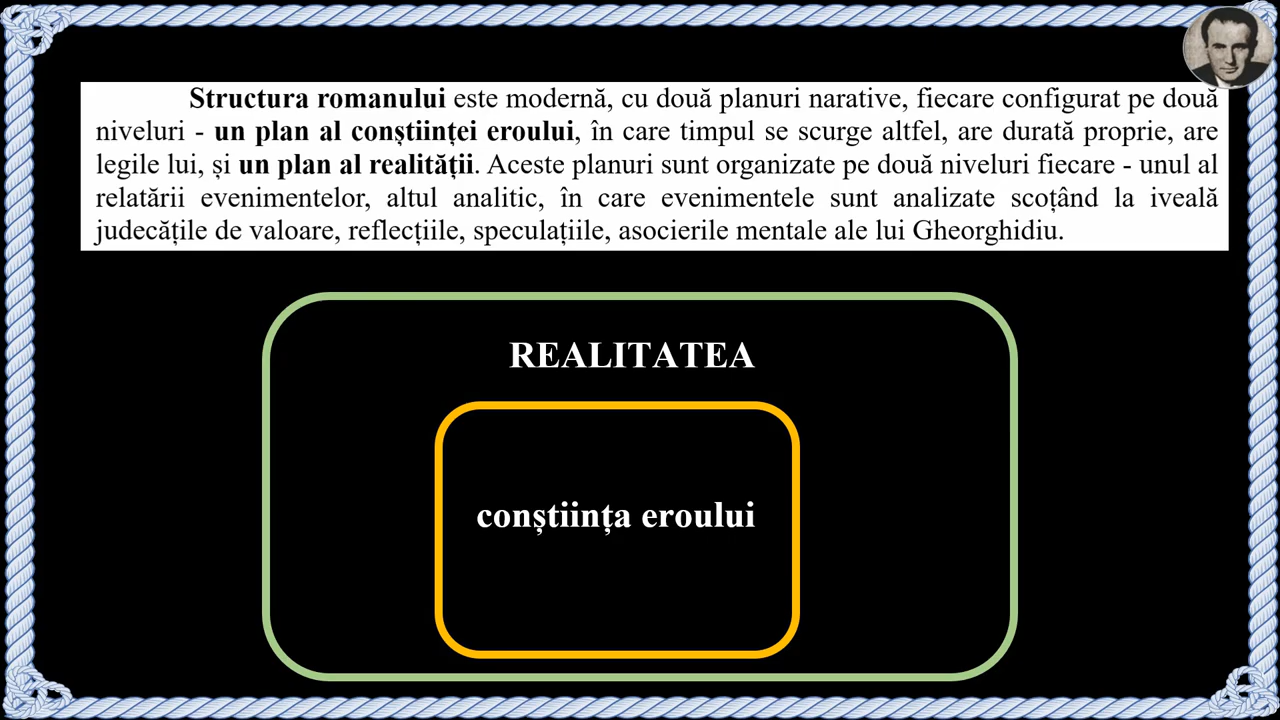 Structura romanului este modernă, cu două planuri narative, fiecare configurat pe două
niveluri - un plan al conștiinței eroului, în care timpul se scurge altfel, are durată proprie, are
legile lui, și un plan al realității. Aceste planuri sunt organizate pe două niveluri fiecare - unul al
relatării evenimentelor, altul analitic, în care evenimentele sunt analizate scoțând la iveală
judecățile de valoare, reflecțiile, speculațiile, asocierile mentale ale lui Gheorghidiu.
REALITATEA
conștiința eroului